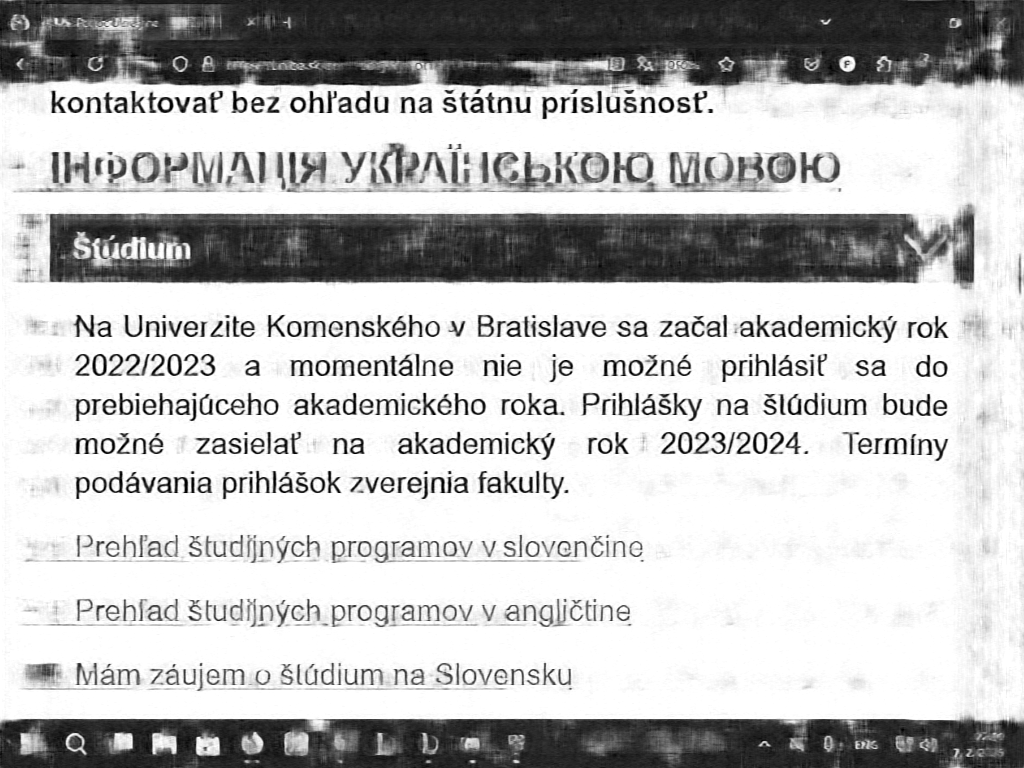 kontaktovať bez ohľadu na štátnu príslušnosť.
ІНФОРМАЦІЯ УКРАЇНСЬКОЮ МОВОЮ
Štúdium
Na Univerzite Komenského v Bratislave sa začal akademický rok
2022/2023 a momentálne nie je možné prihlásiť sa do
prebiehajúceho akademického roka. Prihlášky na štúdium bude
možné zasielať na akademický rok 2023/2024. Termíny
podávania prihlášok zverejnia fakulty.
Prehľad študijných programov v slovenčine
Prehľad študijných programov v angličtine
Mám záujem o štúdium na Slovensku
ENG